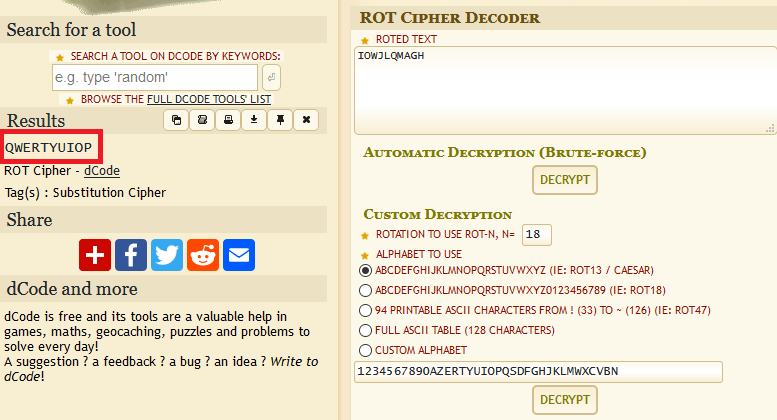 Search for a tool
SEARCH A TOOL ON DCODE BY KEYWORDS:
e.g. type 'random'
BROWSE THE FULL DCODE TOOLS' LIST
Results
QWERTYUIOP
ROT Cipher - dCode
Tag(s) : Substitution Cipher
Share
dCode and more
dCode is free and its tools are a valuable help in
games, maths, geocaching, puzzles and problems to
solve every day!
A suggestion ? a feedback ? a bug ? an idea ? Write to
dCode!
ROT CIPHER DECODER
ROTED TEXT
IOWJLQMAGH
AUTOMATIC DECRYPTION (BRUTE-FORCE)
DECRYPT
CUSTOM DECRYPTION
ROTATION TO USE ROT-N, N= 18
ALPHABET TO USE
ABCDEFGHIJKLMNOPQRSTUVWXYZ (IE: ROT13 / CAESAR)
ABCDEFGHIJKLMNOPQRSTUVWXYZ0123456789 (IE: ROT18)
94 PRINTABLE ASCII CHARACTERS FROM ! (33) TO ~ (126) (IE: ROT47)
FULL ASCII TABLE (128 CHARACTERS)
CUSTOM ALPHABET
1234567890AZERTYUIOPQSDFGHJKLMWXCVBN
DECRYPT